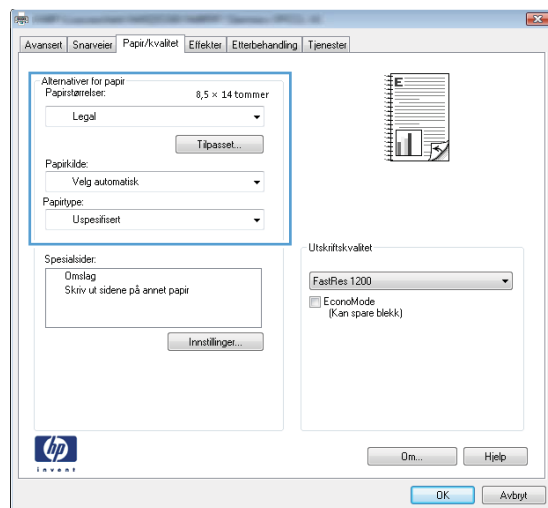 Avansert Snarveier Papir/kvalitet Effekter Etterbehandling Tjenester
Alternativer for papir
Papirstørrelser: 8,5 × 14 tommer
Legal
Tilpasset...
Papirkilde:
Velg automatisk
Papirtype:
Uspesifisert
Spesialsider:
Omslag
Skriv ut sidene på annet papir
Innstillinger...
E
Utskriftskvalitet
FastRes 1200
EconoMode
(Kan spare blekk)
hp
invent
Om... Hjelp
OK Avbryt